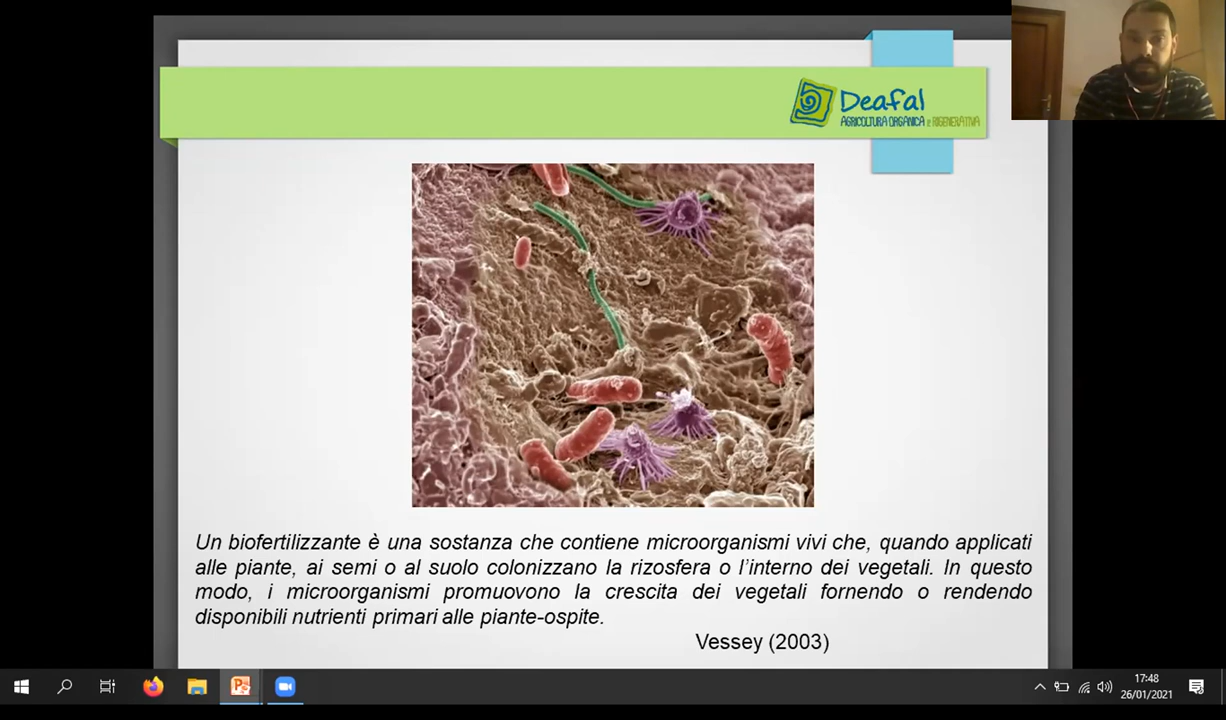 Deafal
AGRICOLTURA ORGANICA e RIGENERATIVA
Un biofertilizzante è una sostanza che contiene microorganismi vivi che, quando applicati
alle piante, ai semi o al suolo colonizzano la rizosfera o l’interno dei vegetali. In questo
modo, i microorganismi promuovono la crescita dei vegetali fornendo o rendendo
disponibili nutrienti primari alle piante-ospite.
Vessey (2003)
17:48
26/01/2021